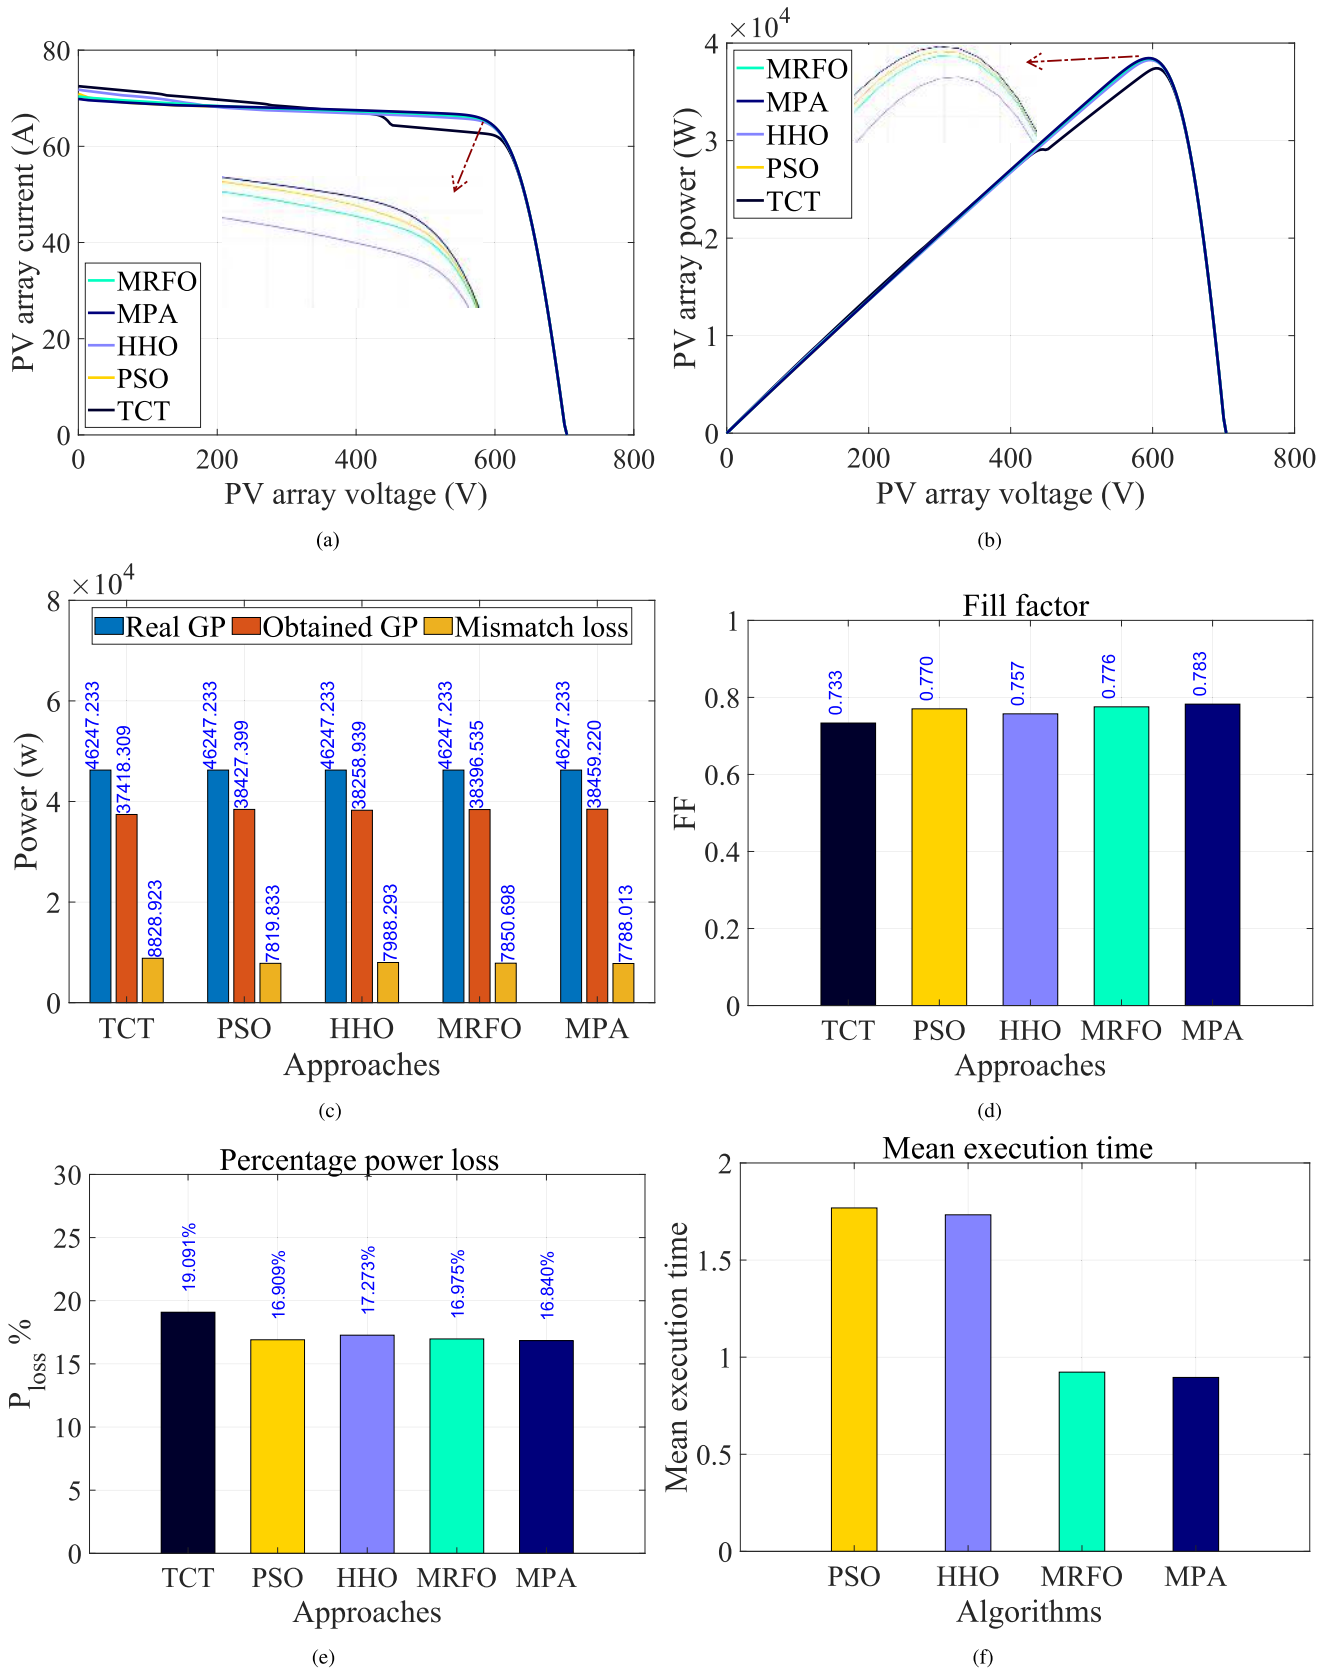 80
60
40
20
0
PV array current (A)
MRFO
MPA
HHO
PSO
TCT
0 200 400 600 800
PV array voltage (V)
(a)
×10⁴
4
3
2
1
0
PV array power (W)
MRFO
MPA
HHO
PSO
TCT
0 200 400 600 800
PV array voltage (V)
(b)
×10⁴
8
6
4
2
0
Power (w)
Real GP Obtained GP Mismatch loss
46247.233 37418.309 8828.923
46247.233 38427.399 7819.833
46247.233 38258.939 7988.293
46247.233 38396.535 7850.698
46247.233 38459.220 7788.013
TCT PSO HHO MRFO MPA
Approaches
(c)
Fill factor
1
0.8
0.6
0.4
0.2
0
FF
0.733 0.770 0.757 0.776 0.783
TCT PSO HHO MRFO MPA
Approaches
(d)
Percentage power loss
30
25
20
15
10
5
0
P_loss %
19.091% 16.909% 17.273% 16.975% 16.840%
TCT PSO HHO MRFO MPA
Approaches
(e)
Mean execution time
2
1.5
1
0.5
0
Mean execution time
PSO HHO MRFO MPA
Algorithms
(f)